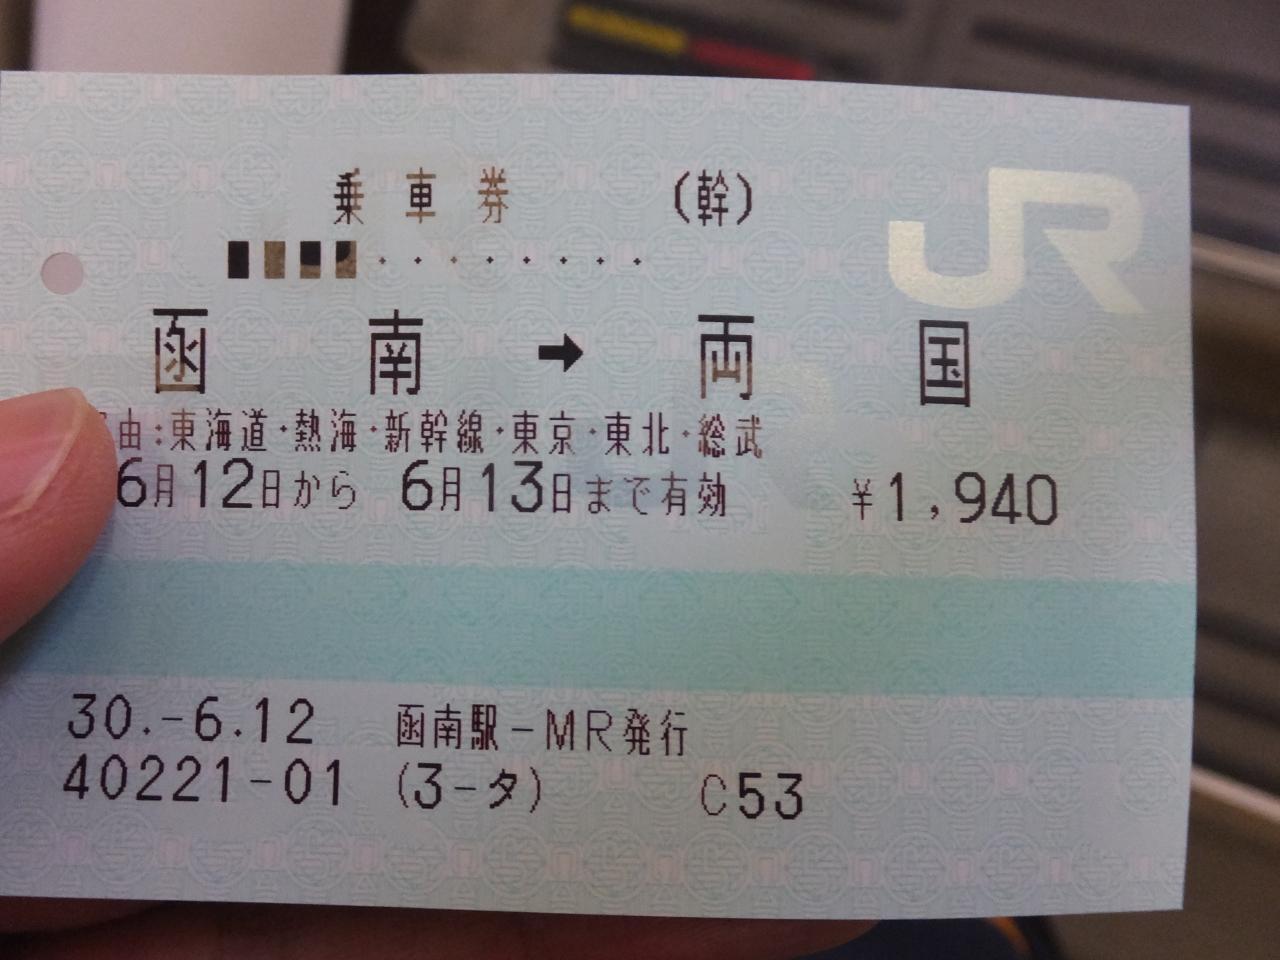 乗車券 (幹)
JR
函南 → 両国
由:東海道・熱海・新幹線・東京・東北・総武
6月12日から 6月13日まで有効 ¥1,940
30.-6.12 函南駅-MR発行
40221-01 (3-タ) C53